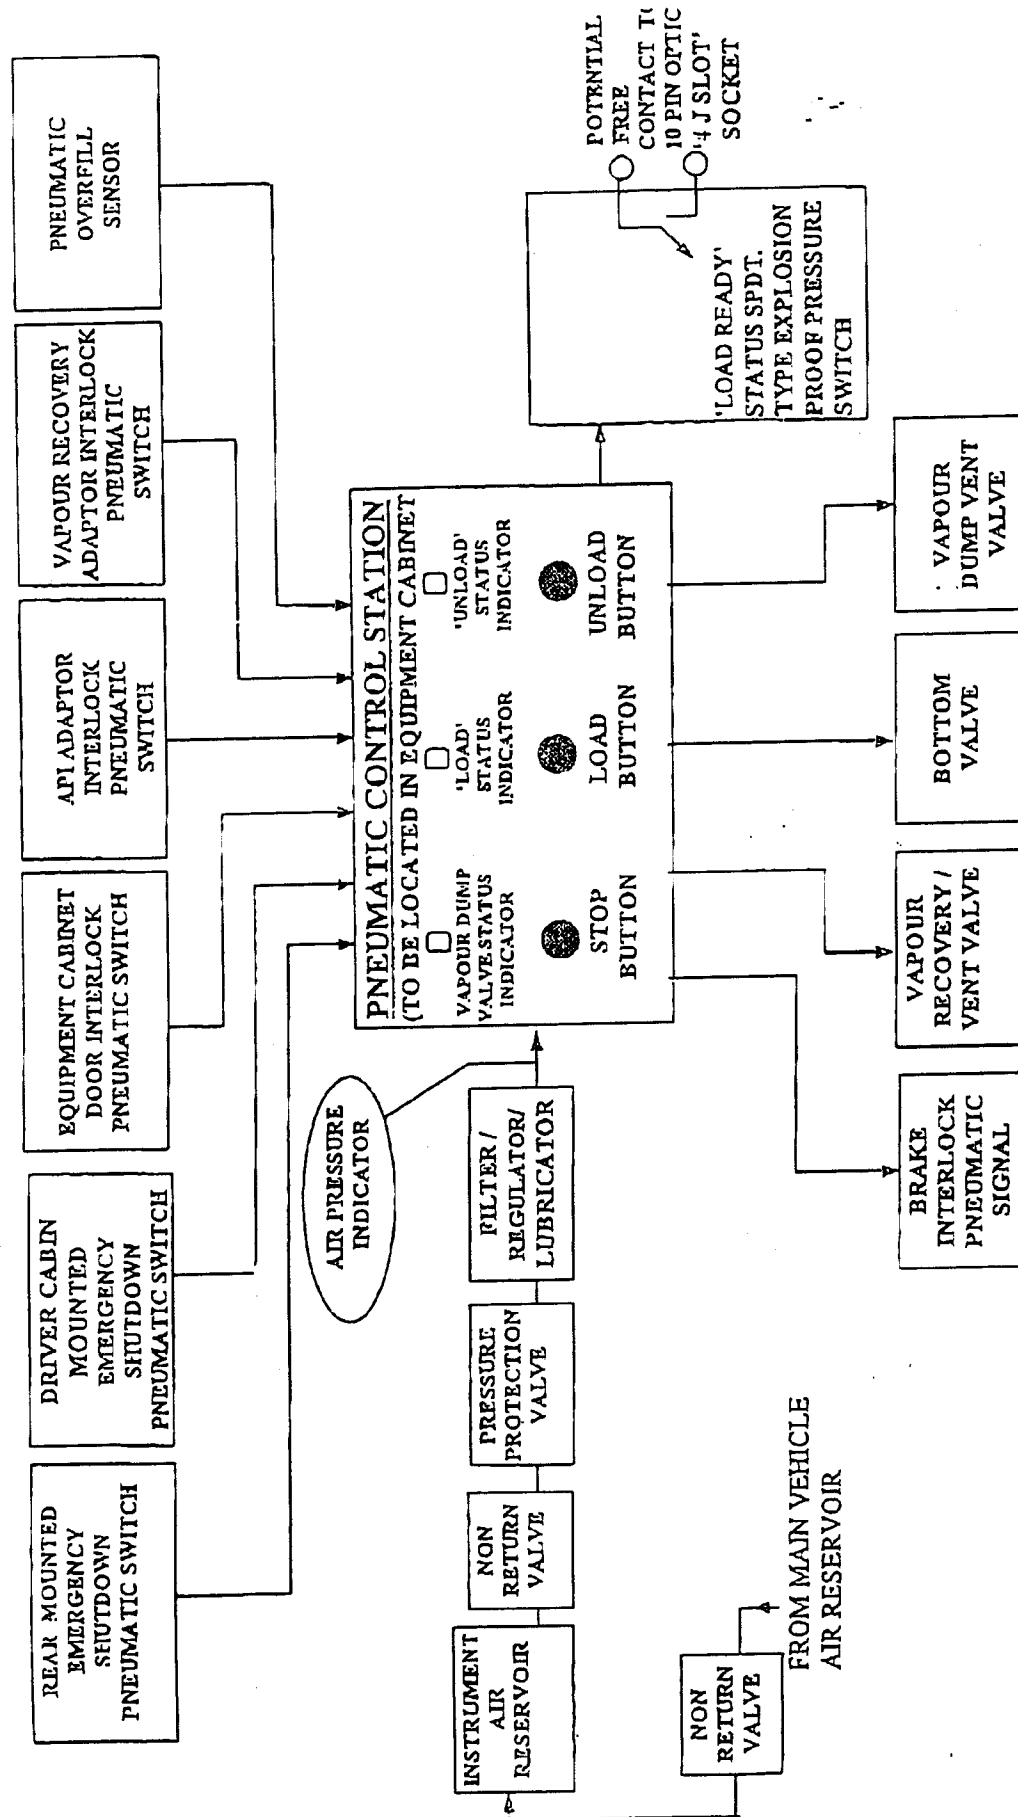 REAR MOUNTED
EMERGENCY
SHUTDOWN
PNEUMATIC SWITCH
DRIVER CABIN
MOUNTED
EMERGENCY
SHUTDOWN
PNEUMATIC SWITCH
EQUIPMENT CABINET
DOOR INTERLOCK
PNEUMATIC SWITCH
API ADAPTOR
INTERLOCK
PNEUMATIC
SWITCH
VAPOUR RECOVERY
ADAPTOR INTERLOCK
PNEUMATIC
SWITCH
PNEUMATIC
OVERFILL
SENSOR
AIR PRESSURE
INDICATOR
PNEUMATIC CONTROL STATION
(TO BE LOCATED IN EQUIPMENT CABINET
VAPOUR DUMP
VALVE STATUS
INDICATOR
'LOAD'
STATUS
INDICATOR
'UNLOAD'
STATUS
INDICATOR
STOP
BUTTON
LOAD
BUTTON
UNLOAD
BUTTON
INSTRUMENT
AIR
RESERVOIR
NON
RETURN
VALVE
PRESSURE
PROTECTION
VALVE
FILTER /
REGULATOR/
LUBRICATOR
POTENTIAL
FREE
CONTACT TO
10 PIN OPTIC
'4 J SLOT'
SOCKET
'LOAD READY'
STATUS SPDT.
TYPE EXPLOSION
PROOF PRESSURE
SWITCH
NON
RETURN
VALVE
FROM MAIN VEHICLE
AIR RESERVOIR
BRAKE
INTERLOCK
PNEUMATIC
SIGNAL
VAPOUR
RECOVERY /
VENT VALVE
BOTTOM
VALVE
VAPOUR
DUMP VENT
VALVE